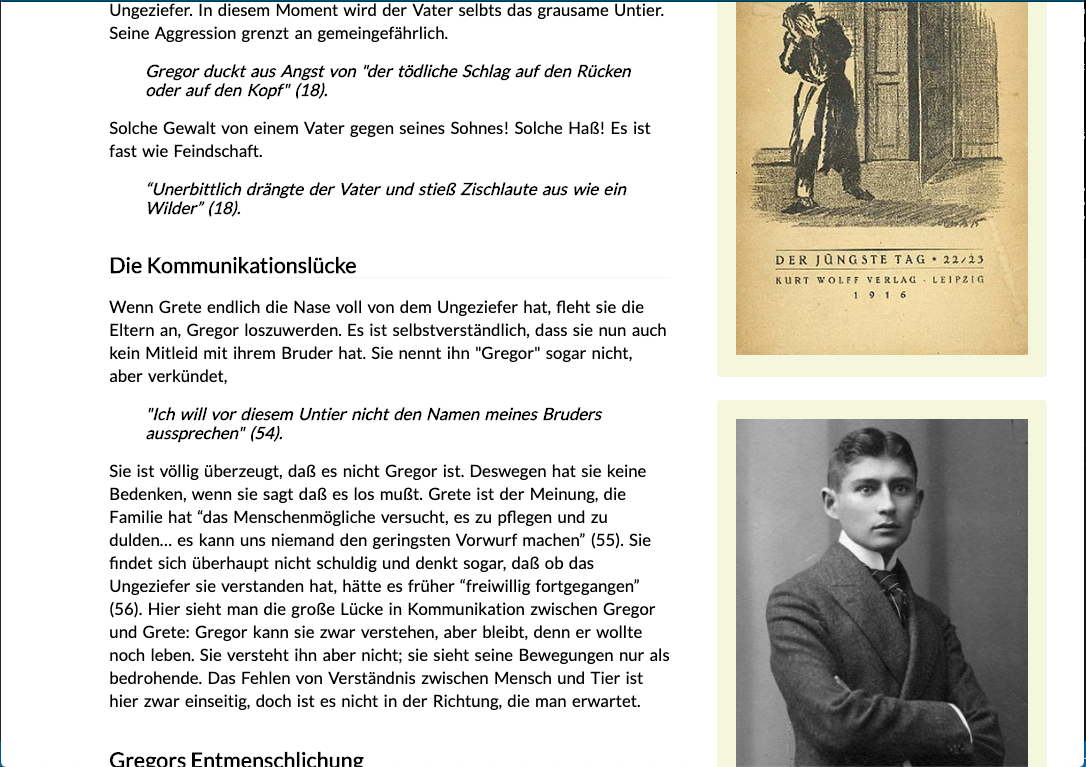 Ungeziefer. In diesem Moment wird der Vater selbts das grausame Untier.
Seine Aggression grenzt an gemeingefährlich.
Gregor duckt aus Angst von "der tödliche Schlag auf den Rücken
oder auf den Kopf" (18).
Solche Gewalt von einem Vater gegen seines Sohnes! Solche Haß! Es ist
fast wie Feindschaft.
“Unerbittlich drängte der Vater und stieß Zischlaute aus wie ein
Wilder” (18).
Die Kommunikationslücke
Wenn Grete endlich die Nase voll von dem Ungeziefer hat, fleht sie die
Eltern an, Gregor loszuwerden. Es ist selbstverständlich, dass sie nun auch
kein Mitleid mit ihrem Bruder hat. Sie nennt ihn "Gregor" sogar nicht,
aber verkündet,
"Ich will vor diesem Untier nicht den Namen meines Bruders
aussprechen" (54).
Sie ist völlig überzeugt, daß es nicht Gregor ist. Deswegen hat sie keine
Bedenken, wenn sie sagt daß es los mußt. Grete ist der Meinung, die
Familie hat “das Menschenmögliche versucht, es zu pflegen und zu
dulden... es kann uns niemand den geringsten Vorwurf machen” (55). Sie
findet sich überhaupt nicht schuldig und denkt sogar, daß ob das
Ungeziefer sie verstanden hat, hätte es früher “freiwillig fortgegangen”
(56). Hier sieht man die große Lücke in Kommunikation zwischen Gregor
und Grete: Gregor kann sie zwar verstehen, aber bleibt, denn er wollte
noch leben. Sie versteht ihn aber nicht; sie sieht seine Bewegungen nur als
bedrohende. Das Fehlen von Verständnis zwischen Mensch und Tier ist
hier zwar einseitig, doch ist es nicht in der Richtung, die man erwartet.
Gregors Entmenschlichung
DER JÜNGSTE TAG * 22/23
KURT WOLFF VERLAG · LEIPZIG
1916